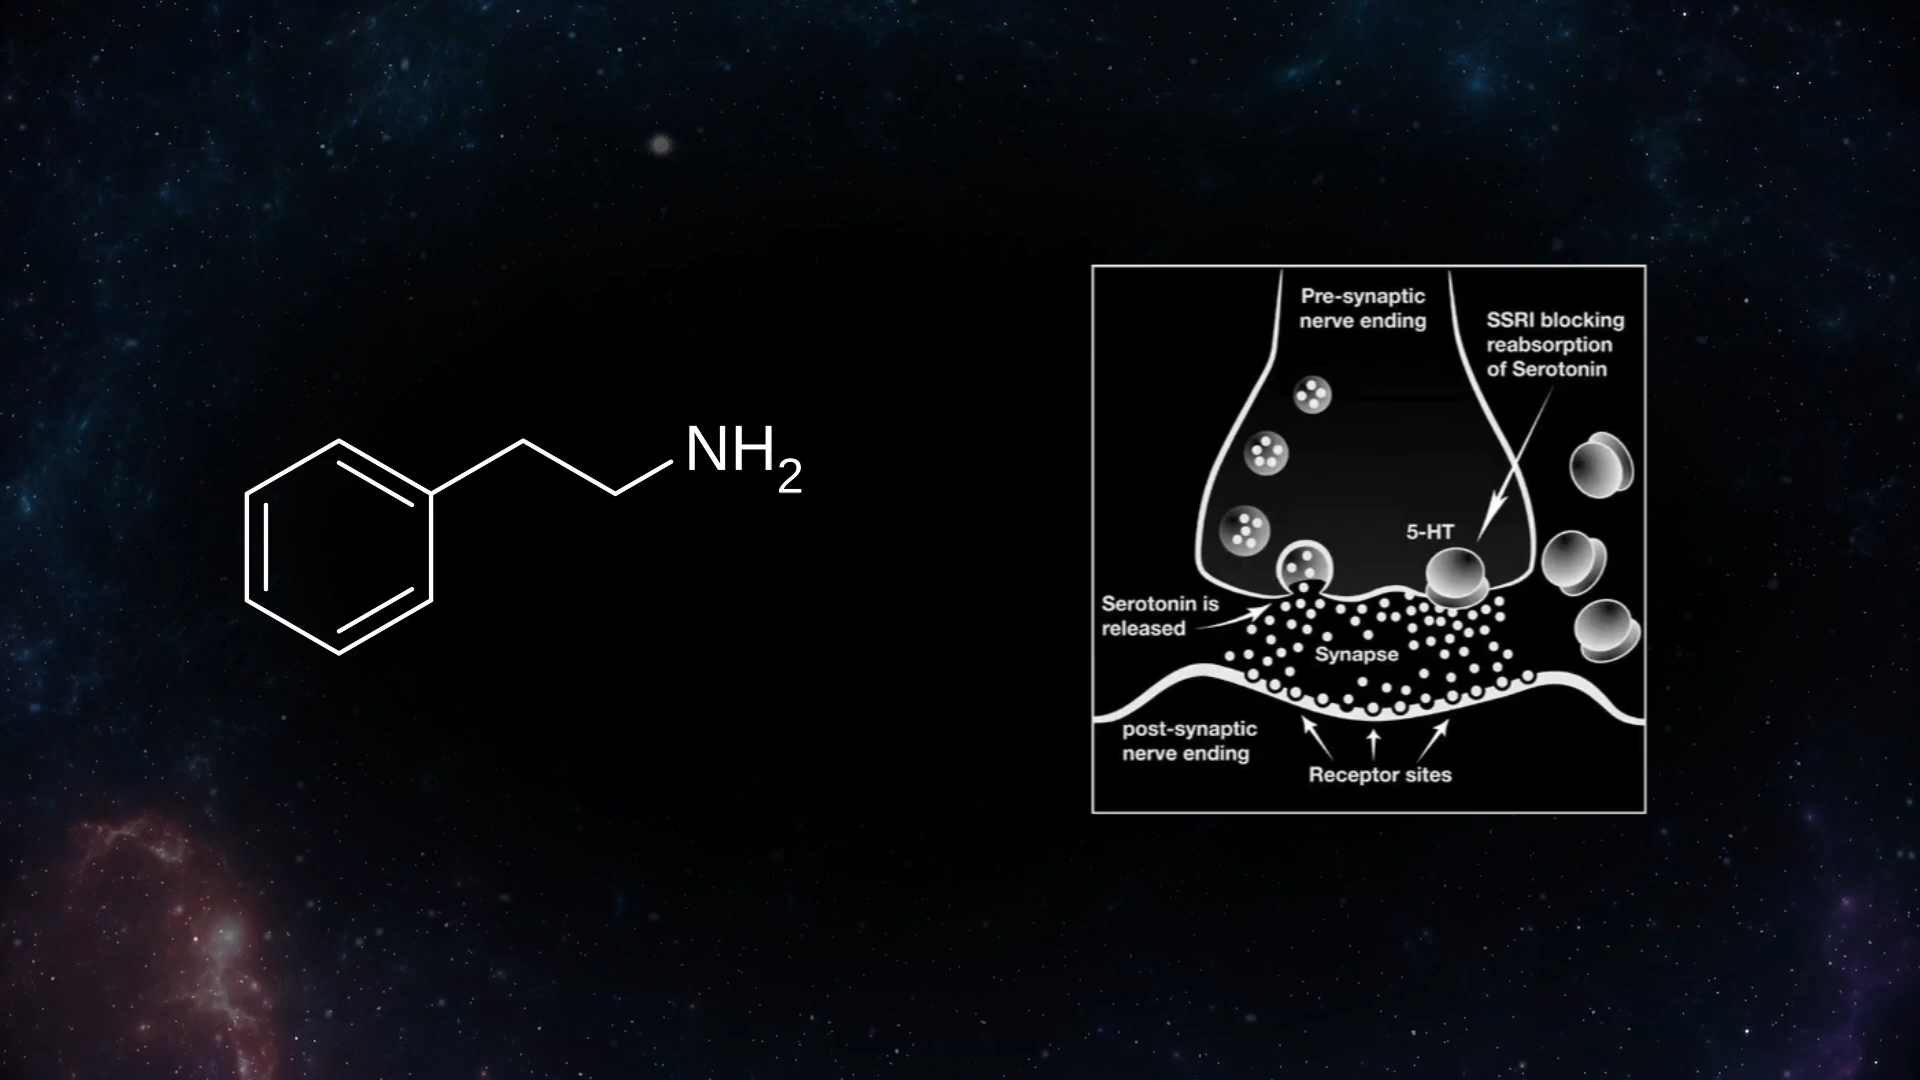 NH2
Pre-synaptic
nerve ending
SSRI blocking
reabsorption
of Serotonin
5-HT
Serotonin is
released
Synapse
post-synaptic
nerve ending
Receptor sites